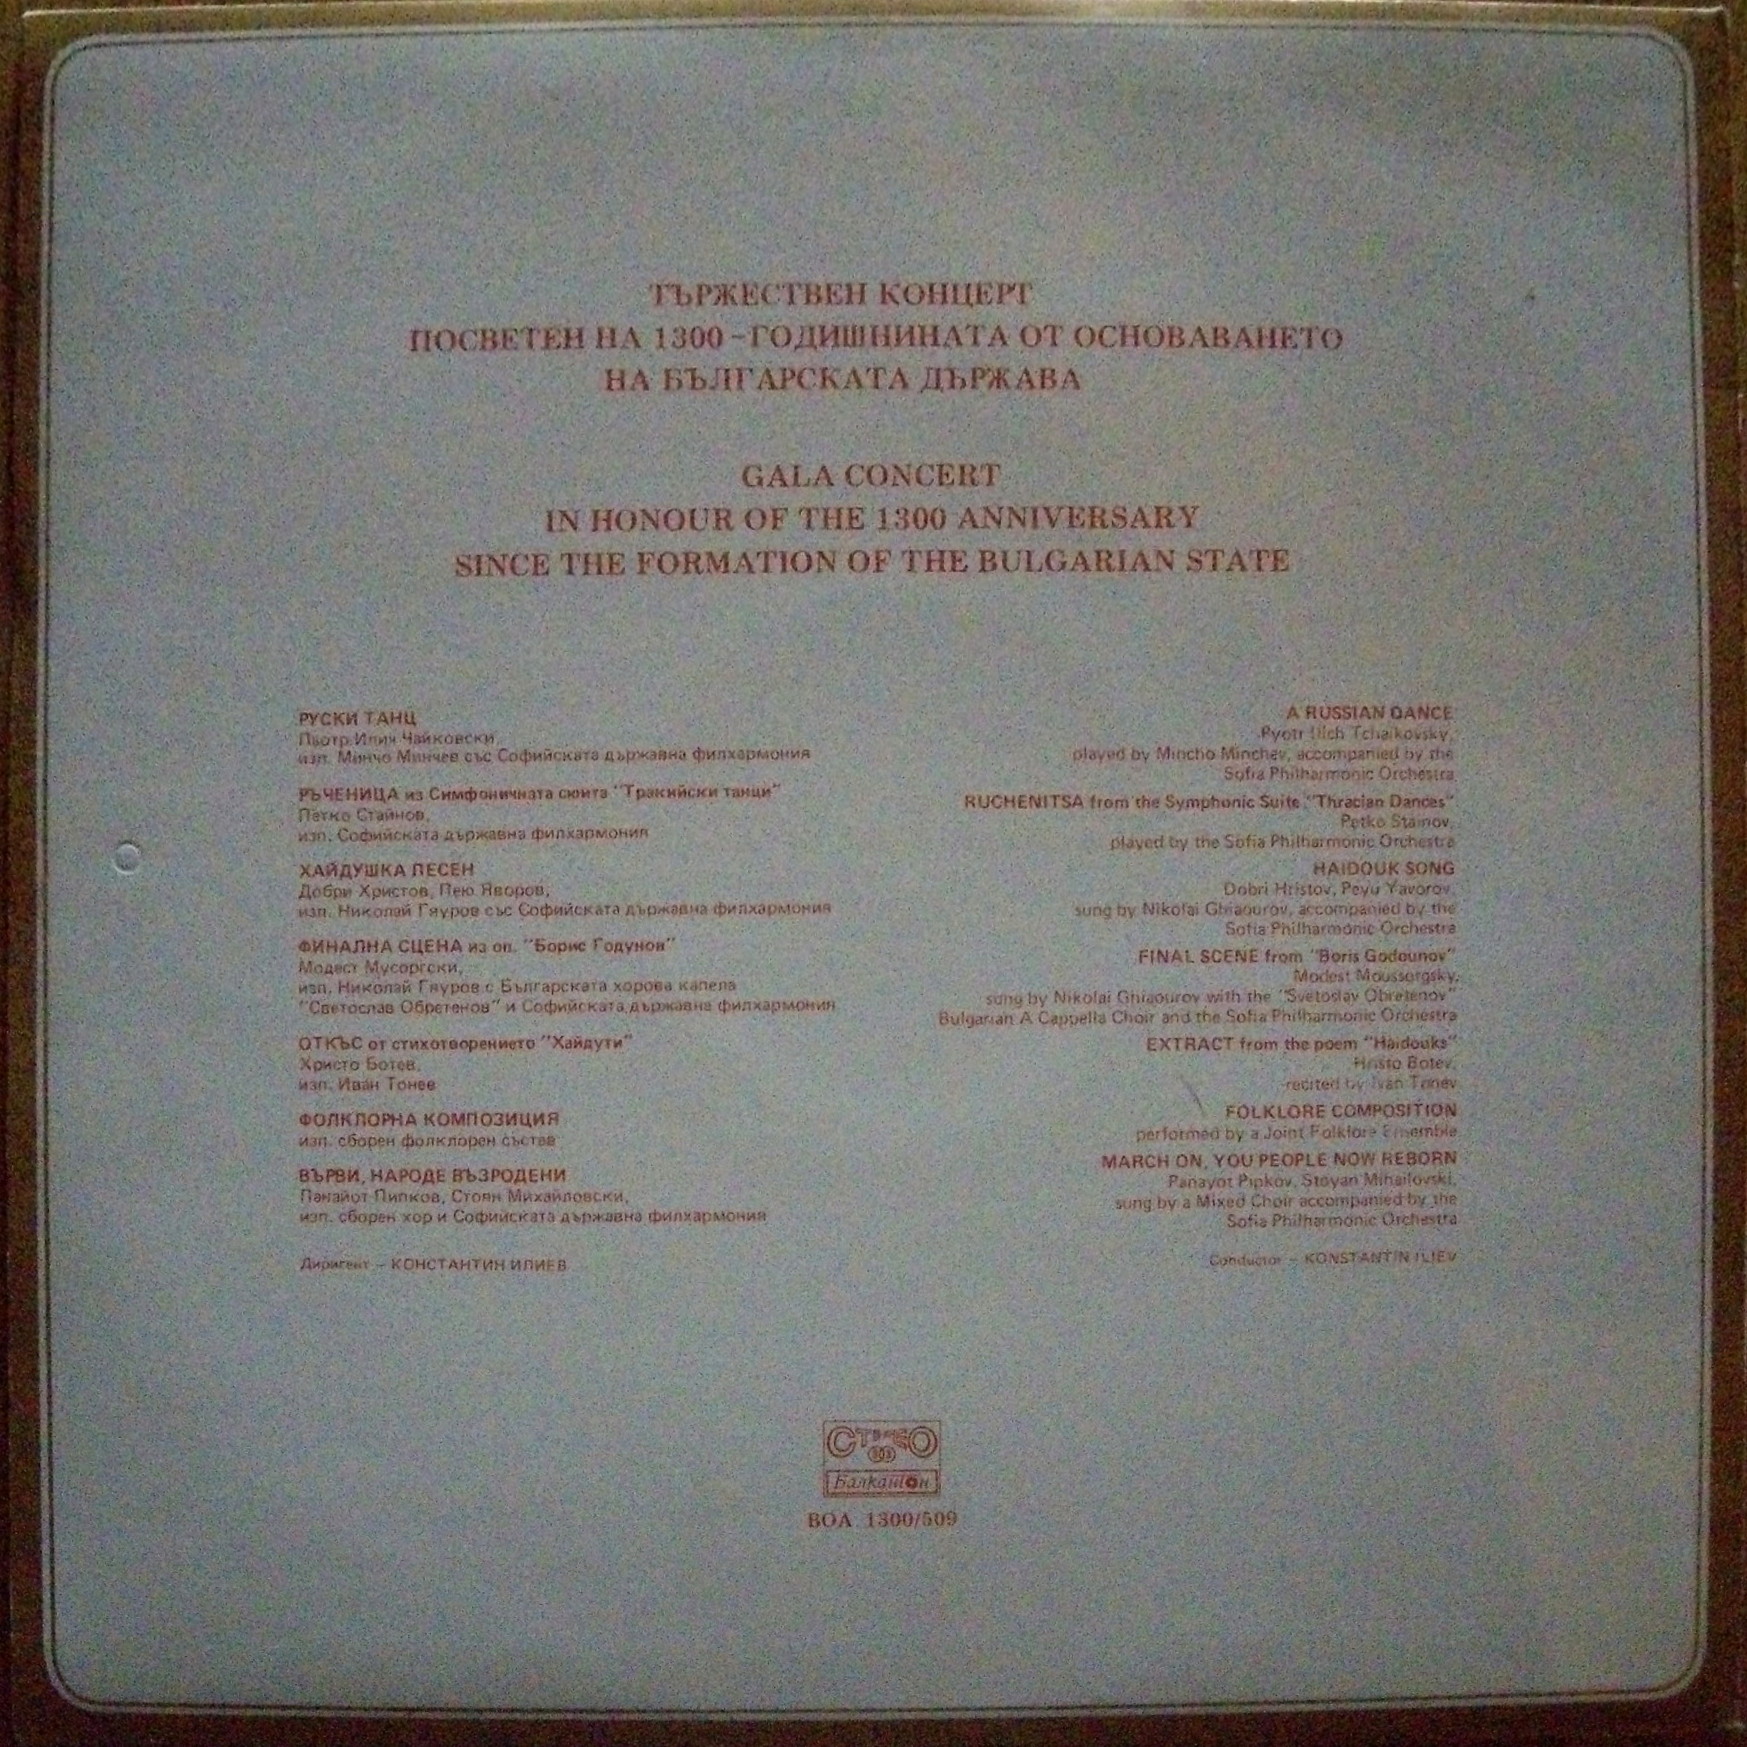 ТЪРЖЕСТВЕН КОНЦЕРТ
ПОСВЕТЕН НА 1300-ГОДИШНИНАТА ОТ ОСНОВАВАНЕТО
НА БЪЛГАРСКАТА ДЪРЖАВА
GALA CONCERT
IN HONOUR OF THE 1300 ANNIVERSARY
SINCE THE FORMATION OF THE BULGARIAN STATE
РУСКИ ТАНЦ
Пьотр Илич Чайковски,
изп. Минчо Минчев със Софийската държавна филхармония
РЪЧЕНИЦА из Симфоничната сюита "Тракийски танци"
Петко Стайнов,
изп. Софийската държавна филхармония
ХАЙДУШКА ПЕСЕН
Добри Христов, Пею Яворов,
изп. Николай Гяуров със Софийската държавна филхармония
ФИНАЛНА СЦЕНА из оп. "Борис Годунов"
Модест Мусоргски,
изп. Николай Гяуров с Българската хорова капела
"Светослав Обретенов" и Софийската държавна филхармония
ОТКЪС от стихотворението "Хайдути"
Христо Ботев,
изп. Иван Тонев
ФОЛКЛОРНА КОМПОЗИЦИЯ
изп. сборен фолклорен състав
ВЪРВИ, НАРОДЕ ВЪЗРОДЕНИ
Панайот Пипков, Стоян Михайловски,
изп. сборен хор и Софийската държавна филхармония
Диригент – КОНСТАНТИН ИЛИЕВ
A RUSSIAN DANCE
Pyotr Ilich Tchaikovsky,
played by Mincho Minchev, accompanied by the
Sofia Philharmonic Orchestra
RUCHENITSA from the Symphonic Suite "Thracian Dances"
Petko Stainov,
played by the Sofia Philharmonic Orchestra
HAIDOUK SONG
Dobri Hristov, Peyu Yavorov,
sung by Nikolai Ghiaourov, accompanied by the
Sofia Philharmonic Orchestra
FINAL SCENE from "Boris Godounov"
Modest Moussorgsky,
sung by Nikolai Ghiaourov with the "Svetoslav Obretenov"
Bulgarian A Cappella Choir and the Sofia Philharmonic Orchestra
EXTRACT from the poem "Haidouks"
Hristo Botev,
recited by Ivan Tonev
FOLKLORE COMPOSITION
performed by a Joint Folklore Ensemble
MARCH ON, YOU PEOPLE NOW REBORN
Panayot Pipkov, Stoyan Mihailovski,
sung by a Mixed Choir accompanied by the
Sofia Philharmonic Orchestra
Conductor – KONSTANTIN ILIEV
СТЕРЕО
Балкантон
ВОА 1300/509